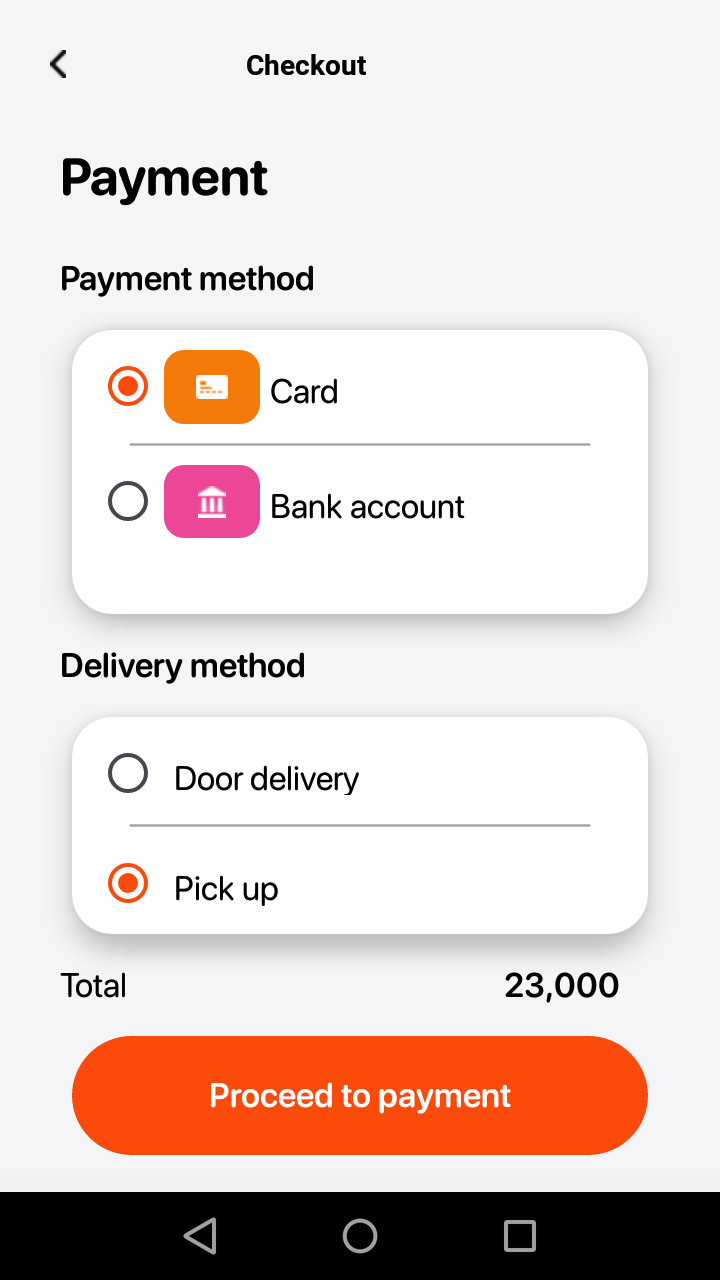 Checkout
Payment
Payment method
Card
Bank account
Delivery method
Door delivery
Pick up
Total 23,000
Proceed to payment